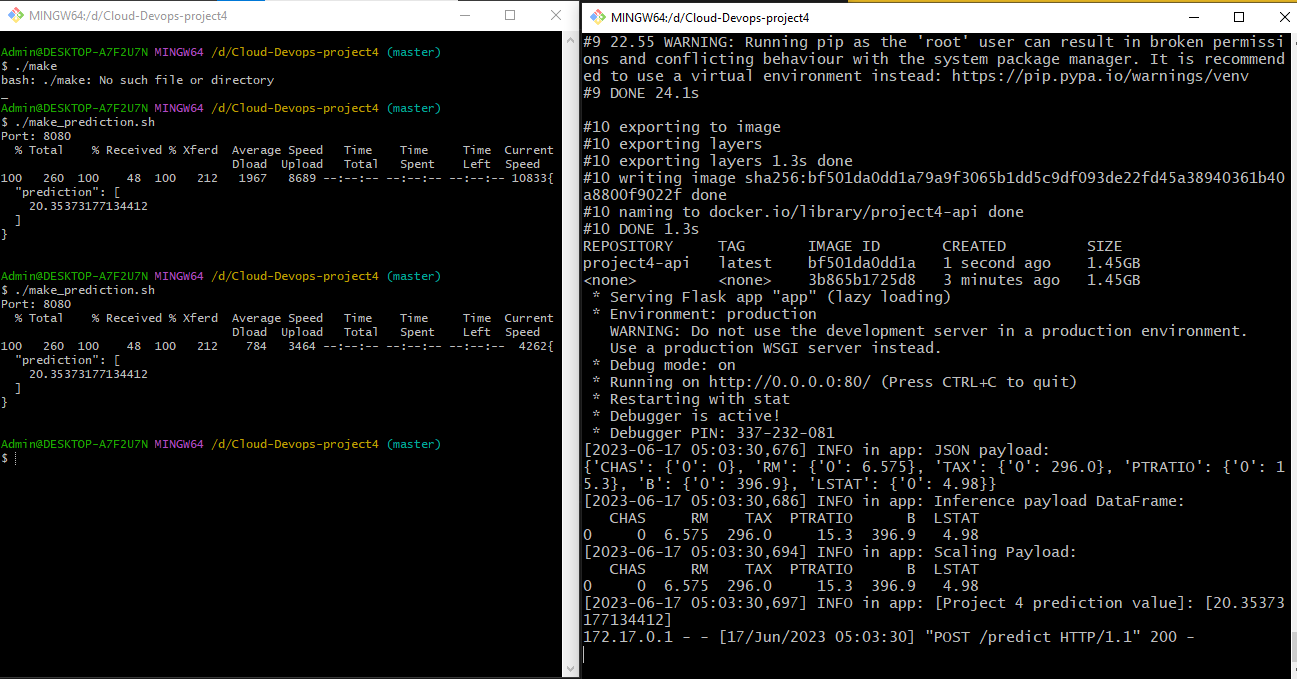 MINGW64:/d/Cloud-Devops-project4
Admin@DESKTOP-A7F2U7N MINGW64 /d/Cloud-Devops-project4 (master)
$ ./make
bash: ./make: No such file or directory
Admin@DESKTOP-A7F2U7N MINGW64 /d/Cloud-Devops-project4 (master)
$ ./make_prediction.sh
Port: 8080
  % Total    % Received % Xferd  Average Speed   Time    Time     Time  Current
                                 Dload  Upload   Total   Spent    Left  Speed
100   260  100    48  100   212   1967   8689 --:--:-- --:--:-- --:--:-- 10833{
  "prediction": [
    20.35373177134412
  ]
}
Admin@DESKTOP-A7F2U7N MINGW64 /d/Cloud-Devops-project4 (master)
$ ./make_prediction.sh
Port: 8080
  % Total    % Received % Xferd  Average Speed   Time    Time     Time  Current
                                 Dload  Upload   Total   Spent    Left  Speed
100   260  100    48  100   212    784   3464 --:--:-- --:--:-- --:--:--  4262{
  "prediction": [
    20.35373177134412
  ]
}
Admin@DESKTOP-A7F2U7N MINGW64 /d/Cloud-Devops-project4 (master)
$
MINGW64:/d/Cloud-Devops-project4
#9 22.55 WARNING: Running pip as the 'root' user can result in broken permissi
ons and conflicting behaviour with the system package manager. It is recommend
ed to use a virtual environment instead: https://pip.pypa.io/warnings/venv
#9 DONE 24.1s
#10 exporting to image
#10 exporting layers
#10 exporting layers 1.3s done
#10 writing image sha256:bf501da0dd1a79a9f3065b1dd5c9df093de22fd45a38940361b40
a8800f9022f done
#10 naming to docker.io/library/project4-api done
#10 DONE 1.3s
REPOSITORY     TAG       IMAGE ID       CREATED         SIZE
project4-api   latest    bf501da0dd1a   1 second ago    1.45GB
<none>         <none>    3b865b1725d8   3 minutes ago   1.45GB
 * Serving Flask app "app" (lazy loading)
 * Environment: production
   WARNING: Do not use the development server in a production environment.
   Use a production WSGI server instead.
 * Debug mode: on
 * Running on http://0.0.0.0:80/ (Press CTRL+C to quit)
 * Restarting with stat
 * Debugger is active!
 * Debugger PIN: 337-232-081
[2023-06-17 05:03:30,676] INFO in app: JSON payload:
{'CHAS': {'0': 0}, 'RM': {'0': 6.575}, 'TAX': {'0': 296.0}, 'PTRATIO': {'0': 1
5.3}, 'B': {'0': 396.9}, 'LSTAT': {'0': 4.98}}
[2023-06-17 05:03:30,686] INFO in app: Inference payload DataFrame:
   CHAS     RM    TAX  PTRATIO      B  LSTAT
0     0  6.575  296.0     15.3  396.9   4.98
[2023-06-17 05:03:30,694] INFO in app: Scaling Payload:
   CHAS     RM    TAX  PTRATIO      B  LSTAT
0     0  6.575  296.0     15.3  396.9   4.98
[2023-06-17 05:03:30,697] INFO in app: [Project 4 prediction value]: [20.35373
177134412]
172.17.0.1 - - [17/Jun/2023 05:03:30] "POST /predict HTTP/1.1" 200 -